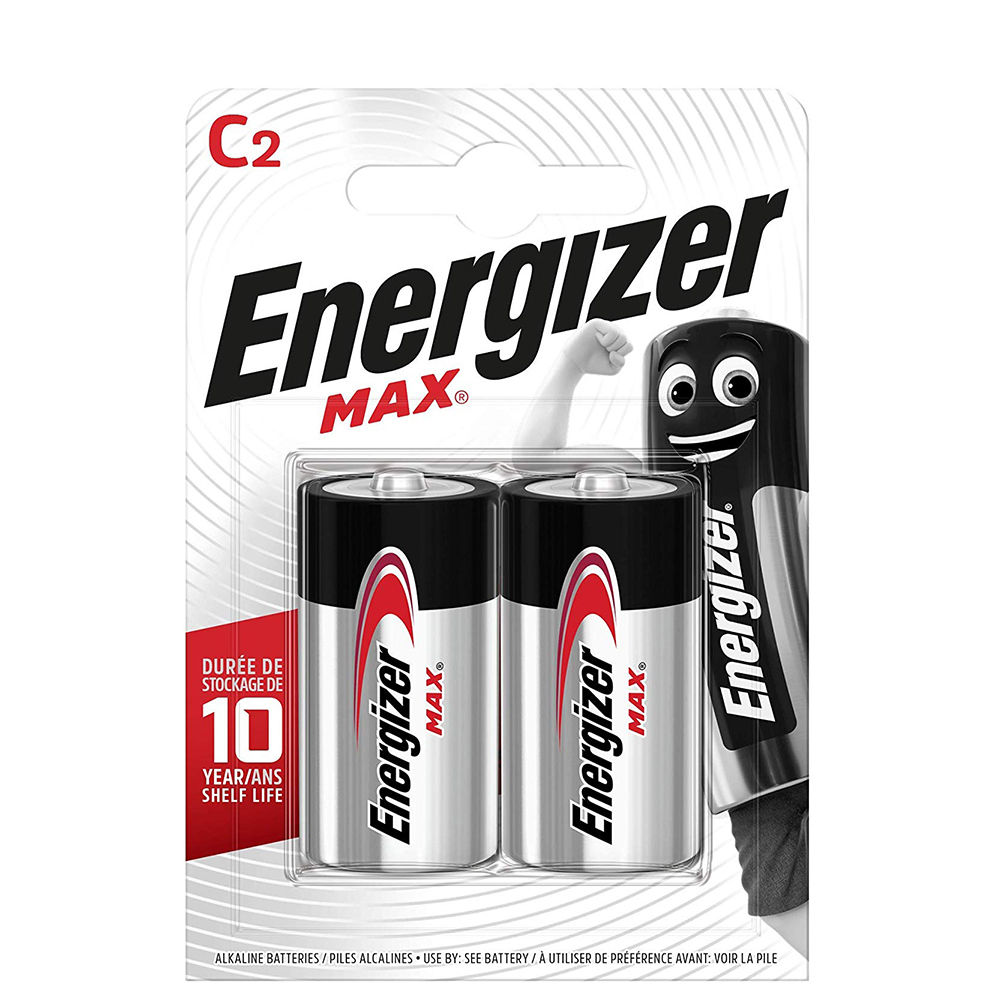 C2
Energizer
MAX®
Energizer®
Energizer
MAX®
Energizer
MAX®
DURÉE DE
STOCKAGE DE
10
YEAR/ANS
SHELF LIFE
ALKALINE BATTERIES / PILES ALCALINES • USE BY: SEE BATTERY / À UTILISER DE PRÉFÉRENCE AVANT: VOIR LA PILE